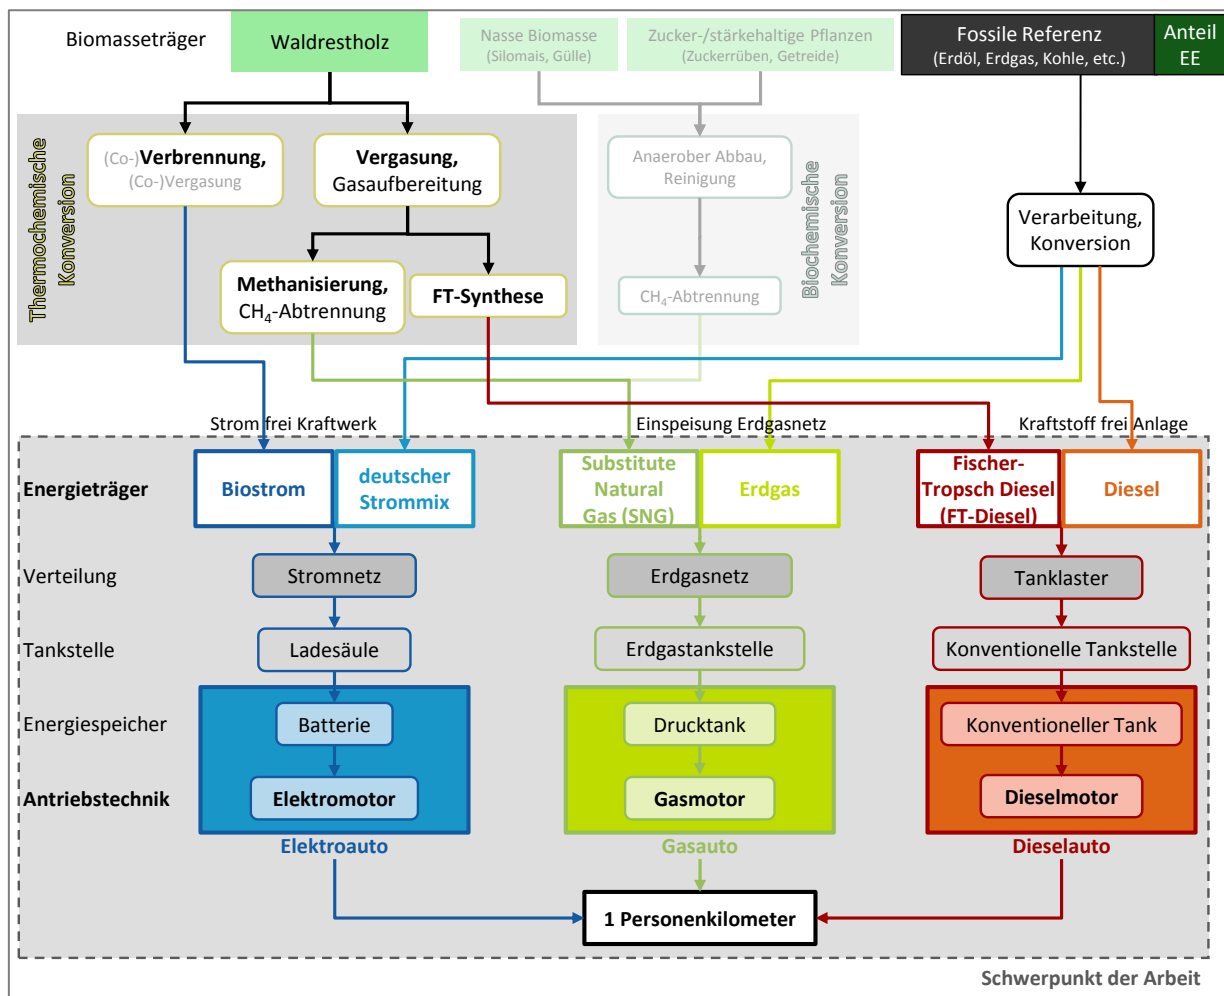 Biomasseträger
Waldrestholz
Nasse Biomasse
(Silomais, Gülle)
Zucker-/stärkehaltige Pflanzen
(Zuckerrüben, Getreide)
Fossile Referenz
(Erdöl, Erdgas, Kohle, etc.)
Anteil
EE
Thermochemische
Konversion
(Co-)Verbrennung,
(Co-)Vergasung
Vergasung,
Gasaufbereitung
Methanisierung,
CH₄-Abtrennung
FT-Synthese
Anaerober Abbau,
Reinigung
CH₄-Abtrennung
Biochemische
Konversion
Verarbeitung,
Konversion
Strom frei Kraftwerk
Einspeisung Erdgasnetz
Kraftstoff frei Anlage
Energieträger
Biostrom
deutscher
Strommix
Substitute
Natural
Gas (SNG)
Erdgas
Fischer-
Tropsch Diesel
(FT-Diesel)
Diesel
Verteilung
Stromnetz
Erdgasnetz
Tanklaster
Tankstelle
Ladesäule
Erdgastankstelle
Konventionelle Tankstelle
Energiespeicher
Batterie
Drucktank
Konventioneller Tank
Antriebstechnik
Elektromotor
Gasmotor
Dieselmotor
Elektroauto
Gasauto
Dieselauto
1 Personenkilometer
Schwerpunkt der Arbeit